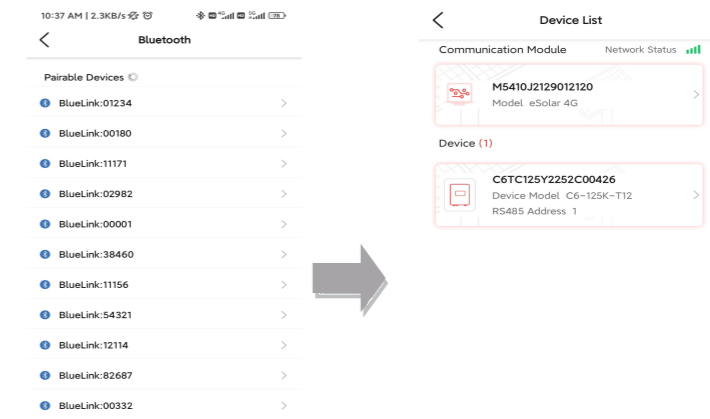 10:37 AM | 2.3KB/s
Bluetooth
Pairable Devices
BlueLink:01234
BlueLink:00180
BlueLink:11171
BlueLink:02982
BlueLink:00001
BlueLink:38460
BlueLink:11156
BlueLink:54321
BlueLink:12114
BlueLink:82687
BlueLink:00332
Device List
Communication Module Network Status
M5410J2129012120
Model eSolar 4G
Device (1)
C6TC125Y2252C00426
Device Model C6-125K-T12
RS485 Address 1